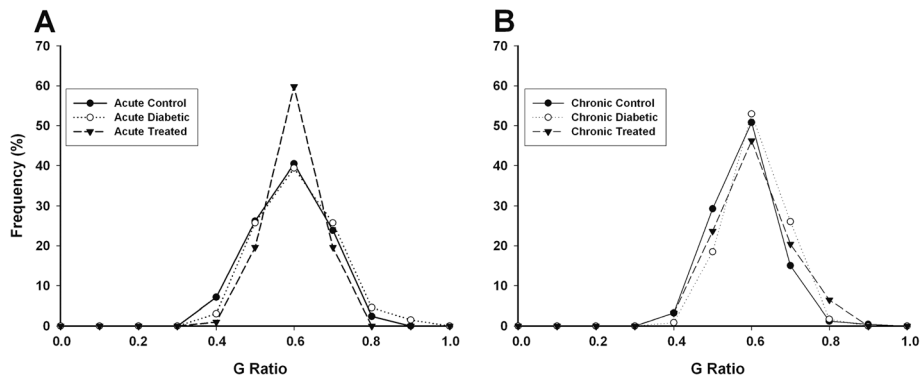 A
70
60
50
40
30
20
10
0
Frequency (%)
Acute Control
Acute Diabetic
Acute Treated
0.0 0.2 0.4 0.6 0.8 1.0
G Ratio
B
70
60
50
40
30
20
10
0
Chronic Control
Chronic Diabetic
Chronic Treated
0.0 0.2 0.4 0.6 0.8 1.0
G Ratio